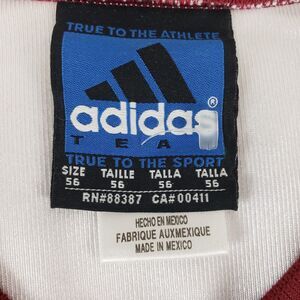 TRUE TO THE ATHLETE
adidas®
TEAM
TRUE TO THE SPORT
SIZE TAILLE TALLA TALLA
56 56 56 56
RN#88387 CA#00411
HECHO EN MEXICO
FABRIQUE AUXMEXIQUE
MADE IN MEXICO